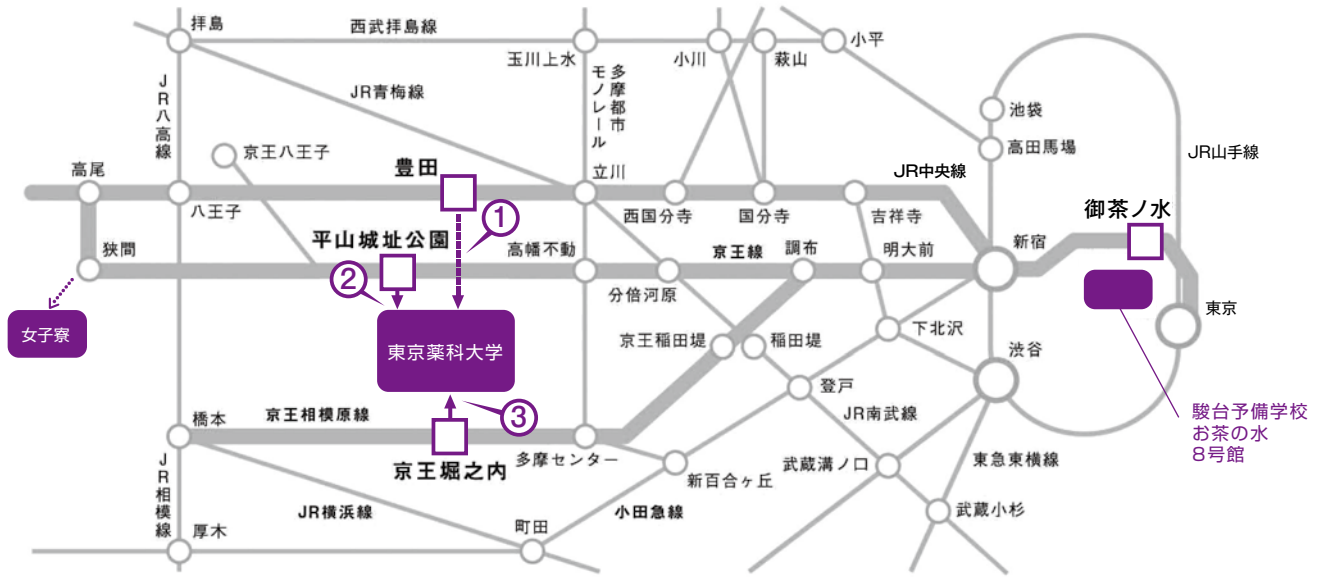 拝島
西武拝島線
玉川上水
小川
萩山
小平
JR八高線
JR青梅線
多摩都市
モノレール
池袋
高田馬場
JR山手線
京王八王子
高尾
豊田
立川
JR中央線
八王子
①
西国分寺
国分寺
吉祥寺
御茶ノ水
狭間
平山城址公園
高幡不動
京王線
調布
明大前
新宿
②
分倍河原
東京
女子寮
東京薬科大学
京王稲田堤
稲田堤
下北沢
渋谷
登戸
橋本
京王相模原線
③
JR南武線
駿台予備学校
お茶の水
8号館
多摩センター
京王堀之内
新百合ヶ丘
武蔵溝ノ口
東急東横線
JR相模線
JR横浜線
小田急線
武蔵小杉
厚木
町田